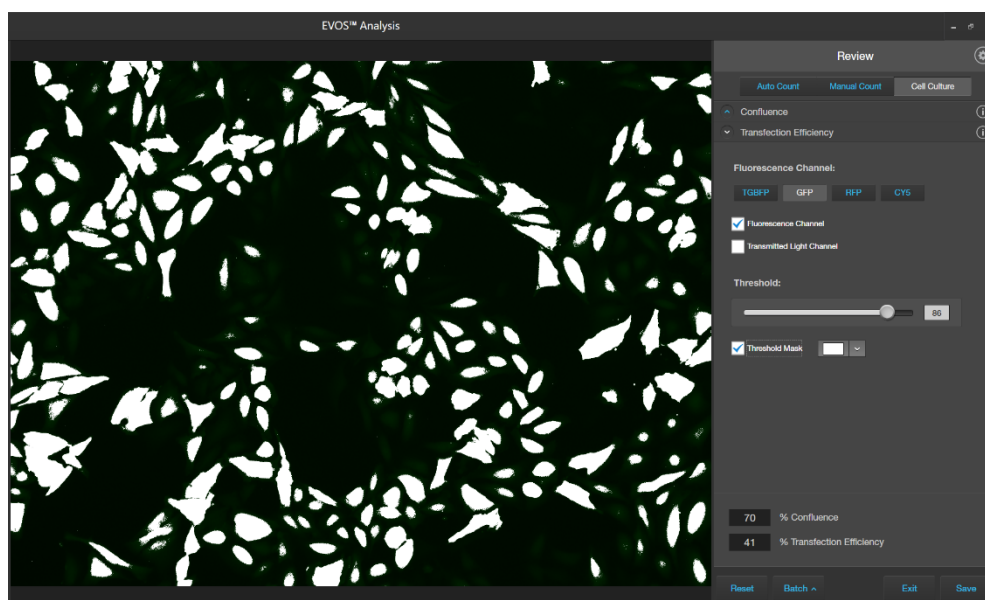 EVOS™ Analysis
Review
Auto Count Manual Count Cell Culture
Confluence
Transfection Efficiency
Fluorescence Channel:
TGBFP GFP RFP CY5
Fluorescence Channel
Transmitted Light Channel
Threshold:
86
Threshold Mask
70 % Confluence
41 % Transfection Efficiency
Reset Batch Exit Save